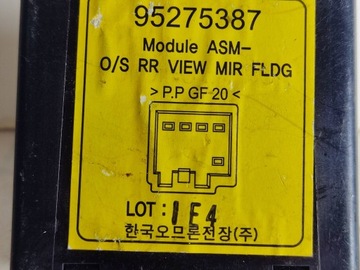 95275387
Module ASM-
O/S RR VIEW MIR FLDG
>P.P GF 20<
LOT: 1E4
한국오므론전장(주)